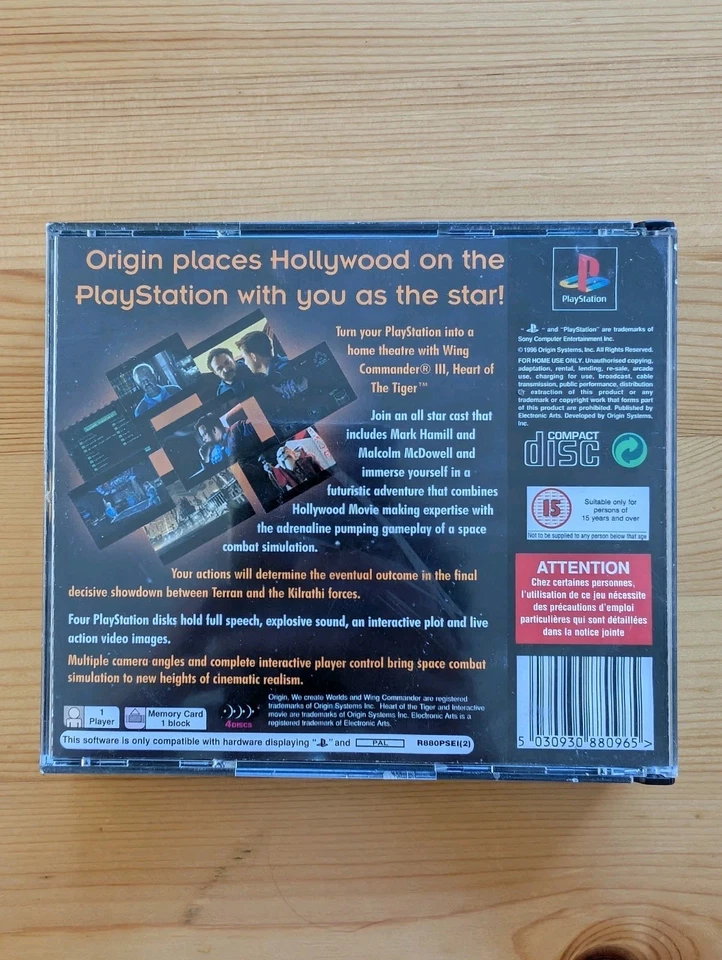 Origin places Hollywood on the
PlayStation with you as the star!
Turn your PlayStation into a
home theatre with Wing
Commander® III, Heart of
The Tiger™
Join an all star cast that
includes Mark Hamill and
Malcolm McDowell and
immerse yourself in a
futuristic adventure that combines
Hollywood Movie making expertise with
the adrenaline pumping gameplay of a space
combat simulation.
Your actions will determine the eventual outcome in the final
decisive showdown between Terran and the Kilrathi forces.
Four PlayStation disks hold full speech, explosive sound, an interactive plot and live
action video images.
Multiple camera angles and complete interactive player control bring space combat
simulation to new heights of cinematic realism.
1
Player
Memory Card
1 block
4 DISCS
Origin, We create Worlds and Wing Commander are registered
trademarks of Origin Systems Inc. Heart of the Tiger and Interactive
movie are trademarks of Origin Systems Inc. Electronic Arts is a
registered trademark of Electronic Arts.
This software is only compatible with hardware displaying " " and PAL
R880PSEI(2)
PlayStation
" " and "PlayStation" are trademarks of
Sony Computer Entertainment Inc.
©1996 Origin Systems, Inc. All Rights Reserved.
FOR HOME USE ONLY. Unauthorised copying,
adaptation, rental, lending, re-sale, arcade
use, charging for use, broadcast, cable
transmission, public performance, distribution
or extraction of this product or any
trademark or copyright work that forms part
of this product are prohibited. Published by
Electronic Arts. Developed by Origin Systems,
Inc.
COMPACT
disc
15
Suitable only for
persons of
15 years and over
Not to be supplied to any person below that age
ATTENTION
Chez certaines personnes,
l'utilisation de ce jeu nécessite
des précautions d'emploi
particulières qui sont détaillées
dans la notice jointe
5 030930 880965 >